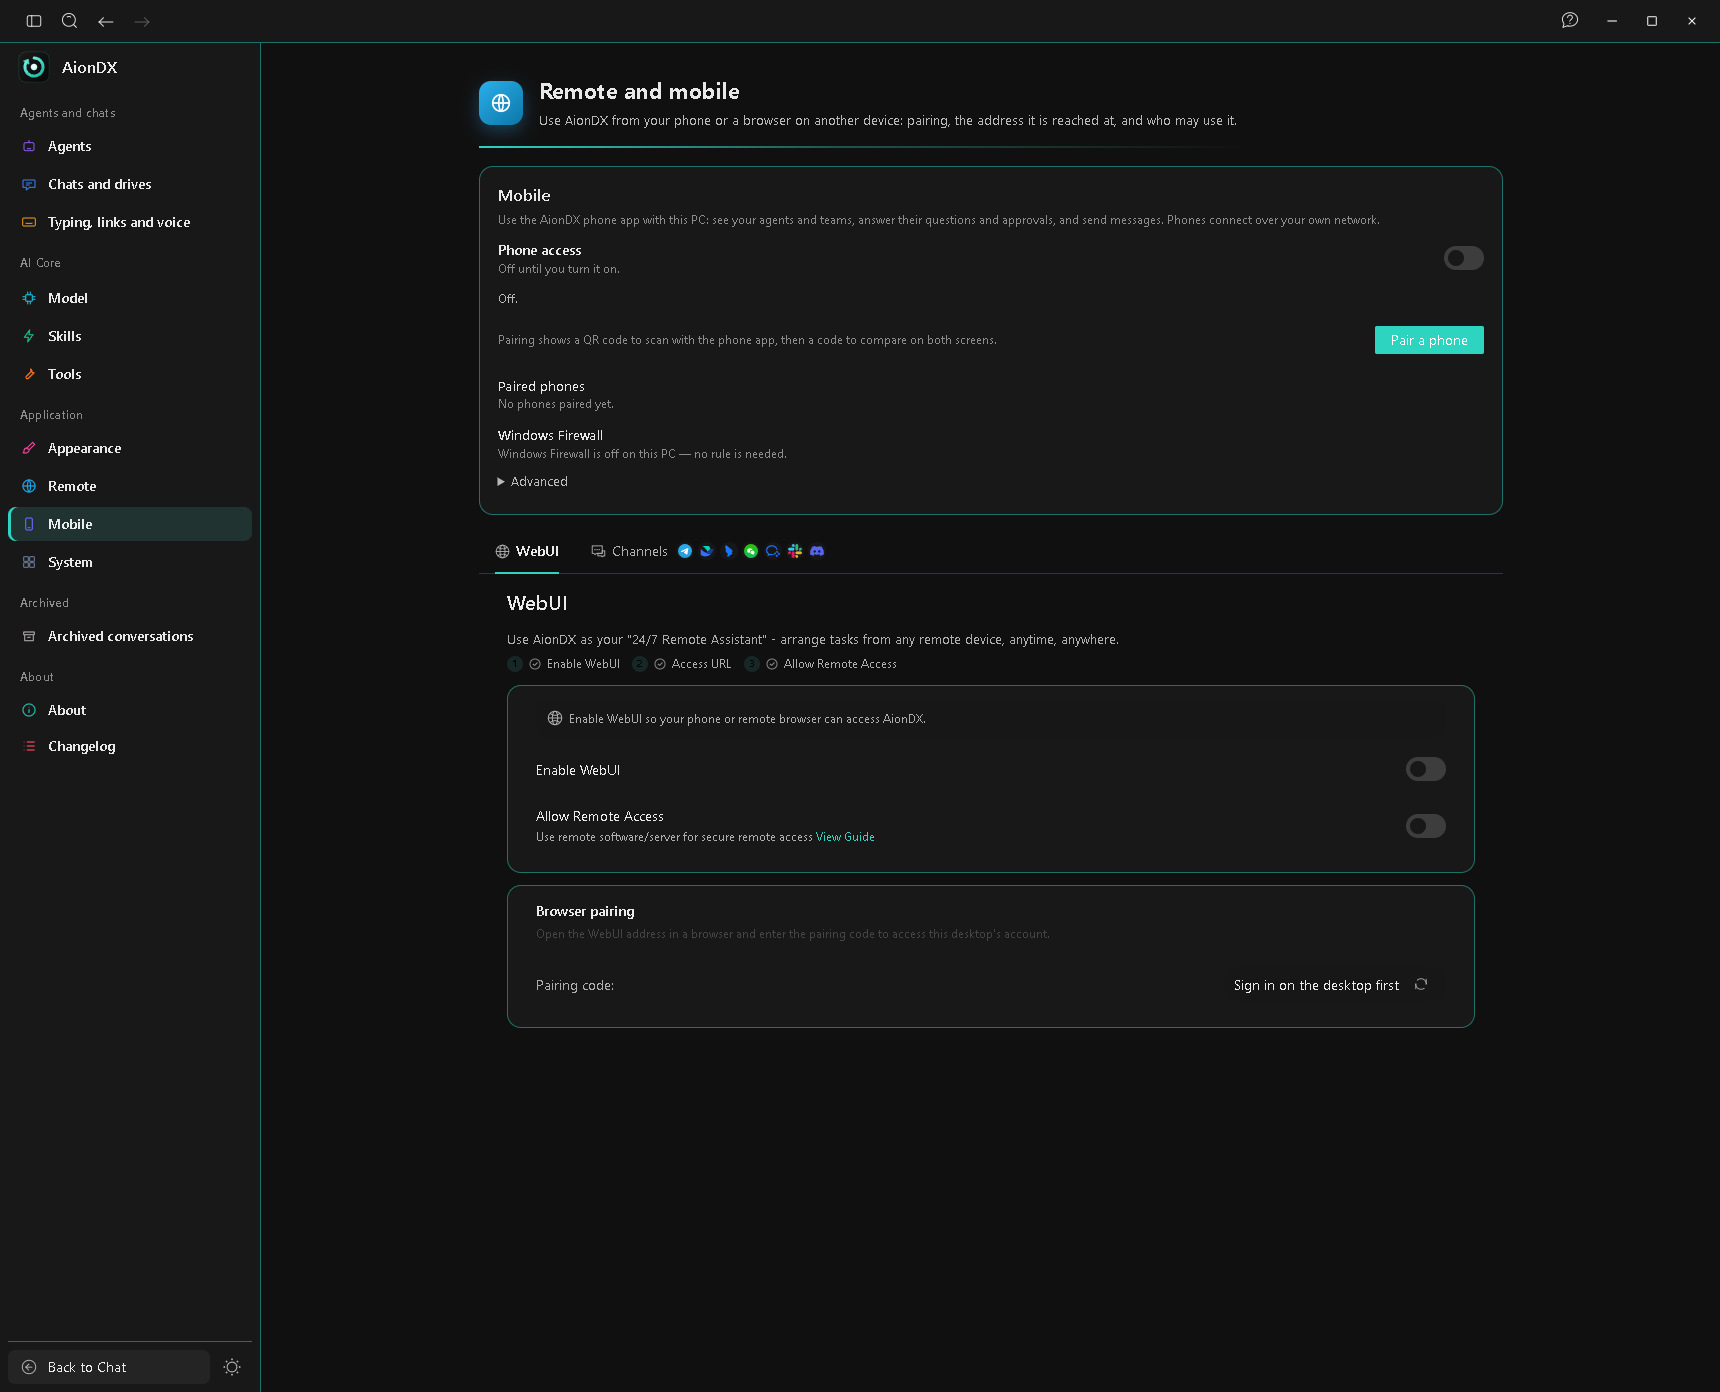 AionDX
Agents and chats
Agents
Chats and drives
Typing, links and voice
AI Core
Model
Skills
Tools
Application
Appearance
Remote
Mobile
System
Archived
Archived conversations
About
About
Changelog
Back to Chat
Remote and mobile
Use AionDX from your phone or a browser on another device: pairing, the address it is reached at, and who may use it.
Mobile
Use the AionDX phone app with this PC: see your agents and teams, answer their questions and approvals, and send messages. Phones connect over your own network.
Phone access
Off until you turn it on.
Off.
Pairing shows a QR code to scan with the phone app, then a code to compare on both screens.
Pair a phone
Paired phones
No phones paired yet.
Windows Firewall
Windows Firewall is off on this PC — no rule is needed.
Advanced
WebUI Channels
WebUI
Use AionDX as your "24/7 Remote Assistant" - arrange tasks from any remote device, anytime, anywhere.
1 Enable WebUI 2 Access URL 3 Allow Remote Access
Enable WebUI so your phone or remote browser can access AionDX.
Enable WebUI
Allow Remote Access
Use remote software/server for secure remote access View Guide
Browser pairing
Open the WebUI address in a browser and enter the pairing code to access this desktop's account.
Pairing code: Sign in on the desktop first